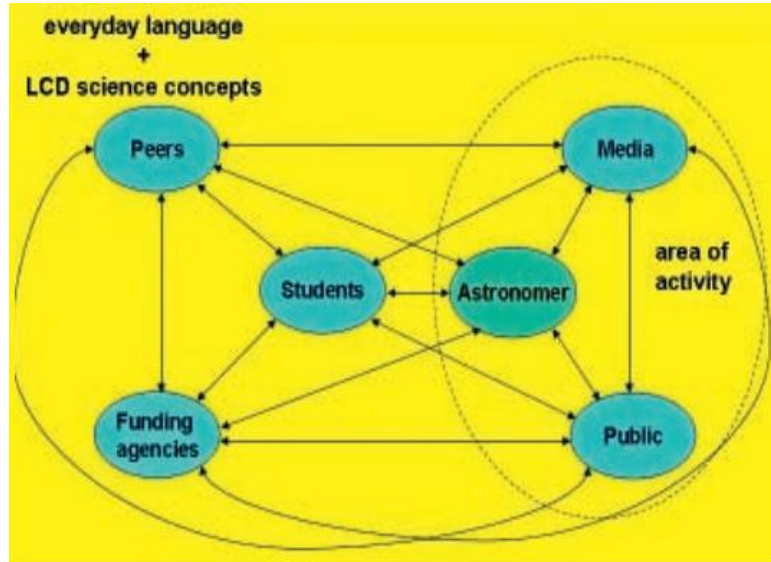 everyday language
+
LCD science concepts
Peers
Media
Students
Astronomer
area of
activity
Funding
agencies
Public